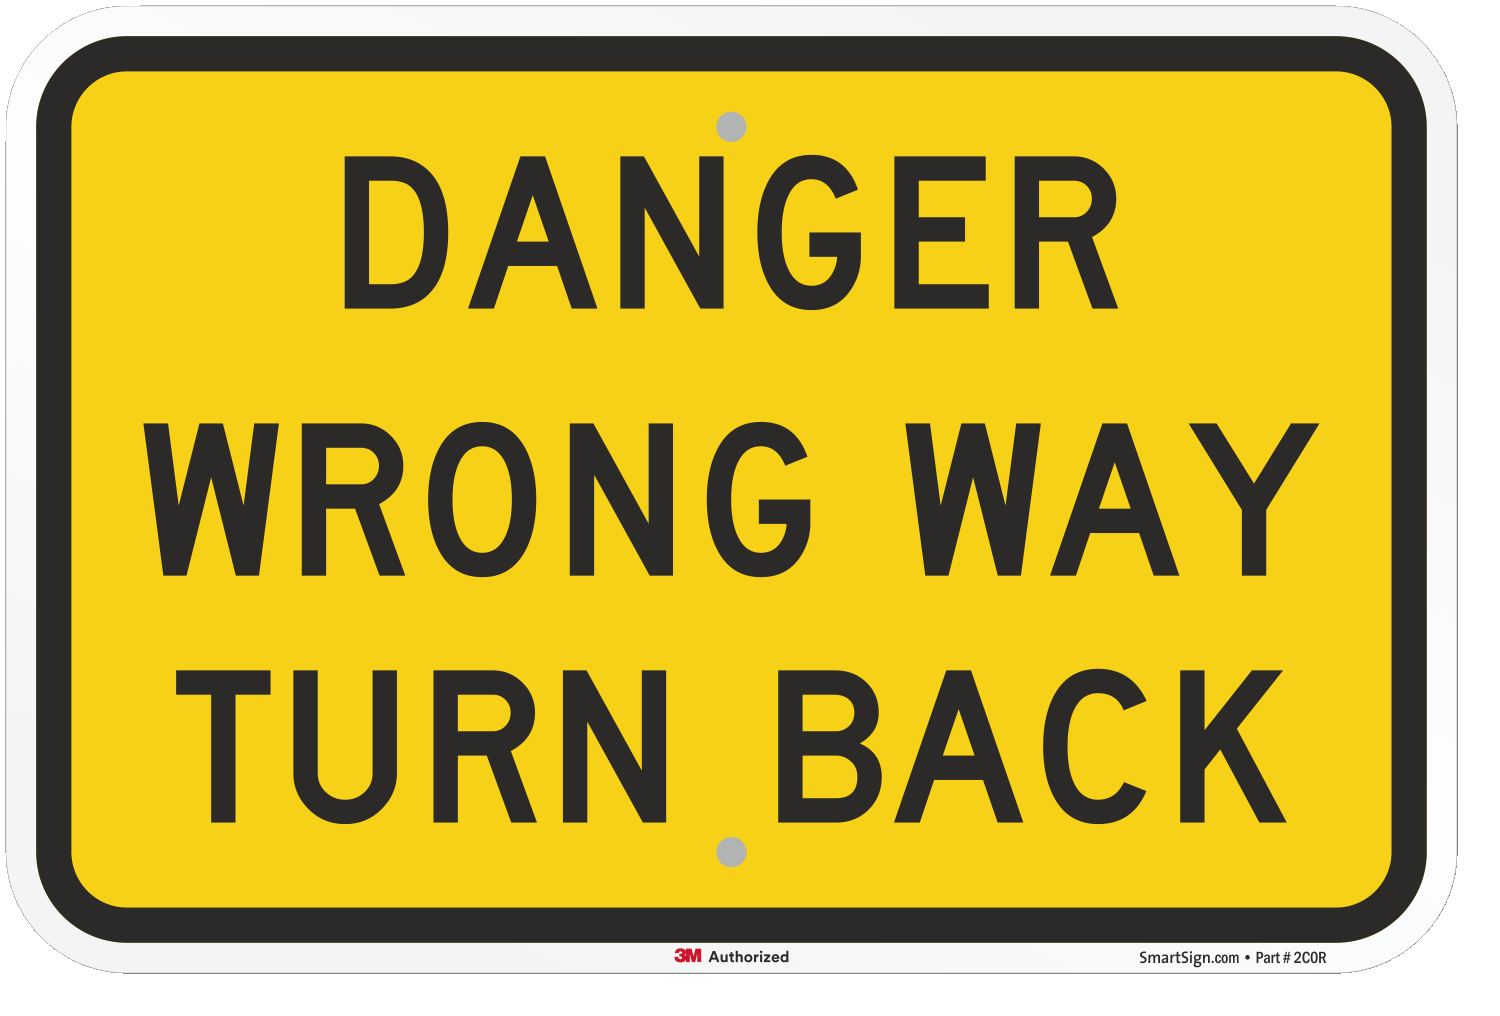 DANGER
WRONG WAY
TURN BACK
3M Authorized
SmartSign.com • Part # 2C0R